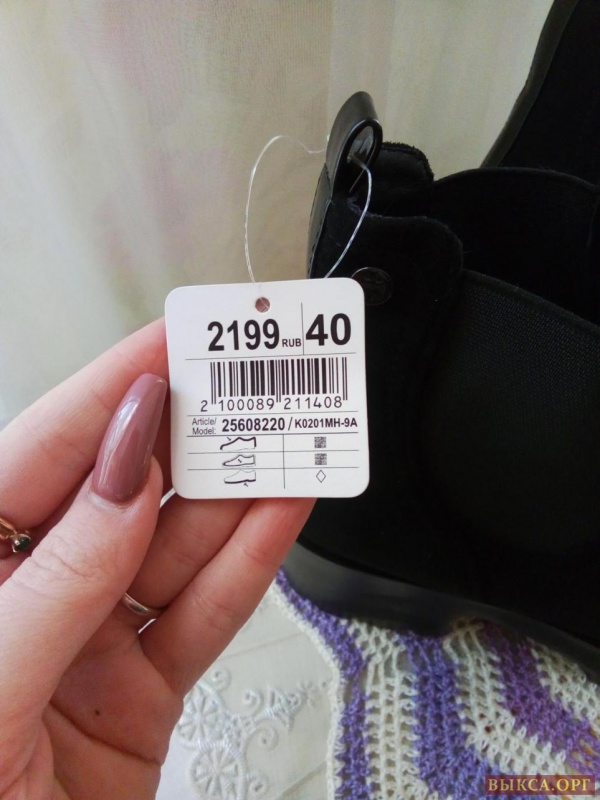 2199 RUB 40
2 100089 211408
Article/
Model: 25608220 / K0201MH-9A
ВЫКСА.ОРГ